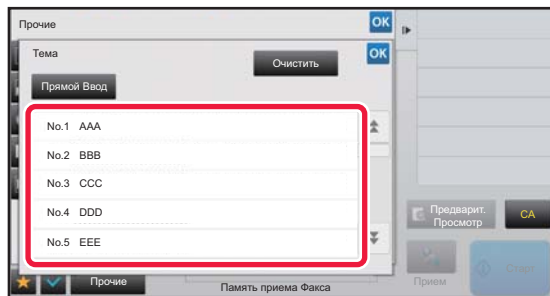 Прочие
OK
Тема
Очистить
OK
Прямой Ввод
No.1 AAA
No.2 BBB
No.3 CCC
No.4 DDD
No.5 EEE
Предварит.
Просмотр
CA
Прочие
Память приема Факса
Прием
Старт